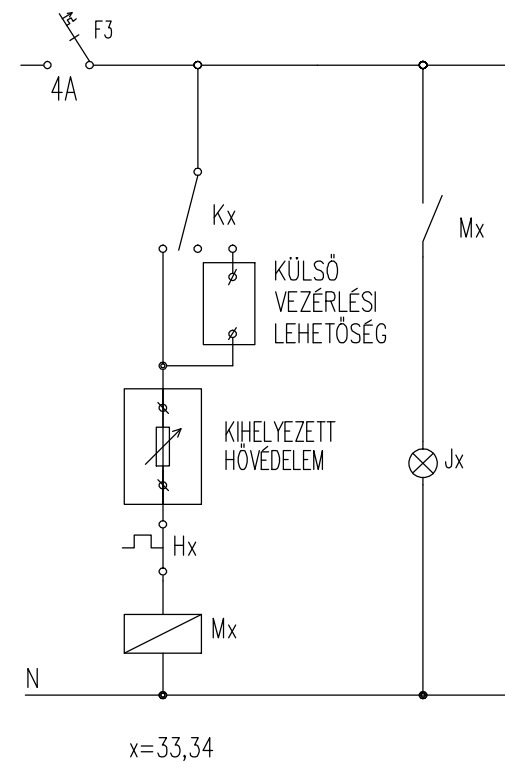 F3
4A
Kx
Mx
KÜLSŐ
VEZÉRLÉSI
LEHETŐSÉG
KIHELYEZETT
HŐVÉDELEM
Jx
Hx
Mx
N
x=33,34